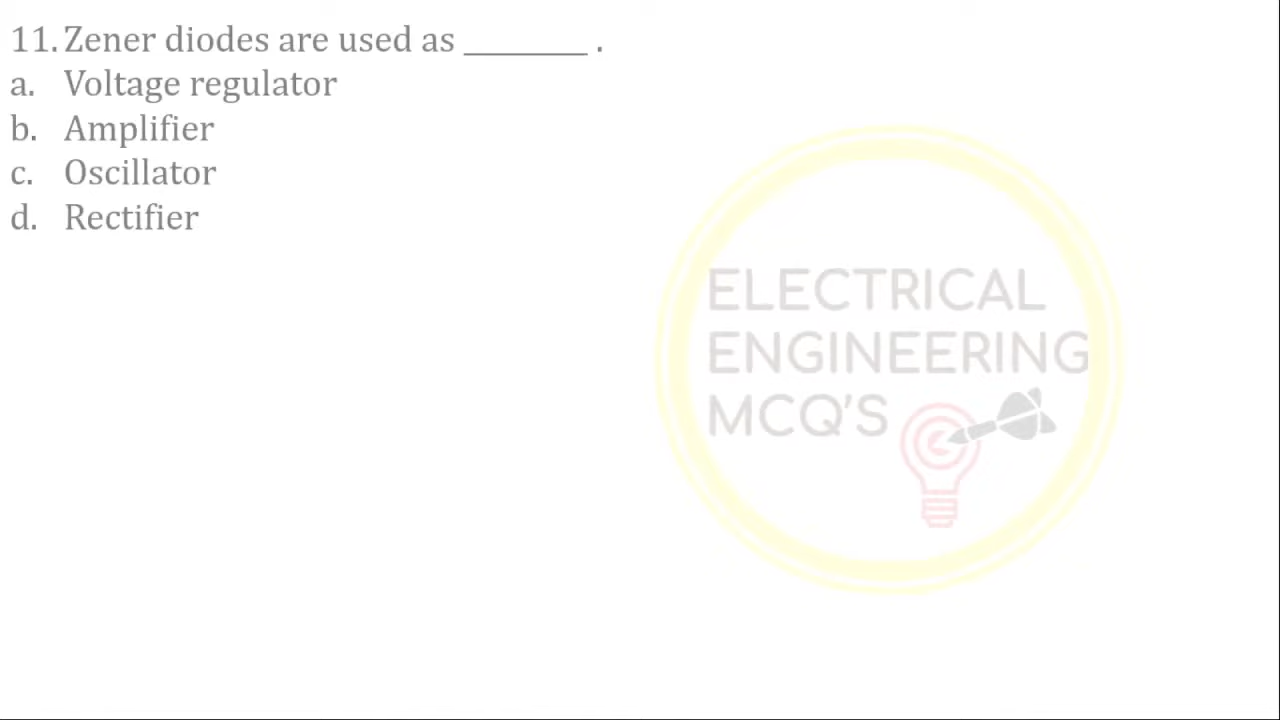 11. Zener diodes are used as ________ .
a. Voltage regulator
b. Amplifier
c. Oscillator
d. Rectifier
ELECTRICAL
ENGINEERING
MCQ'S